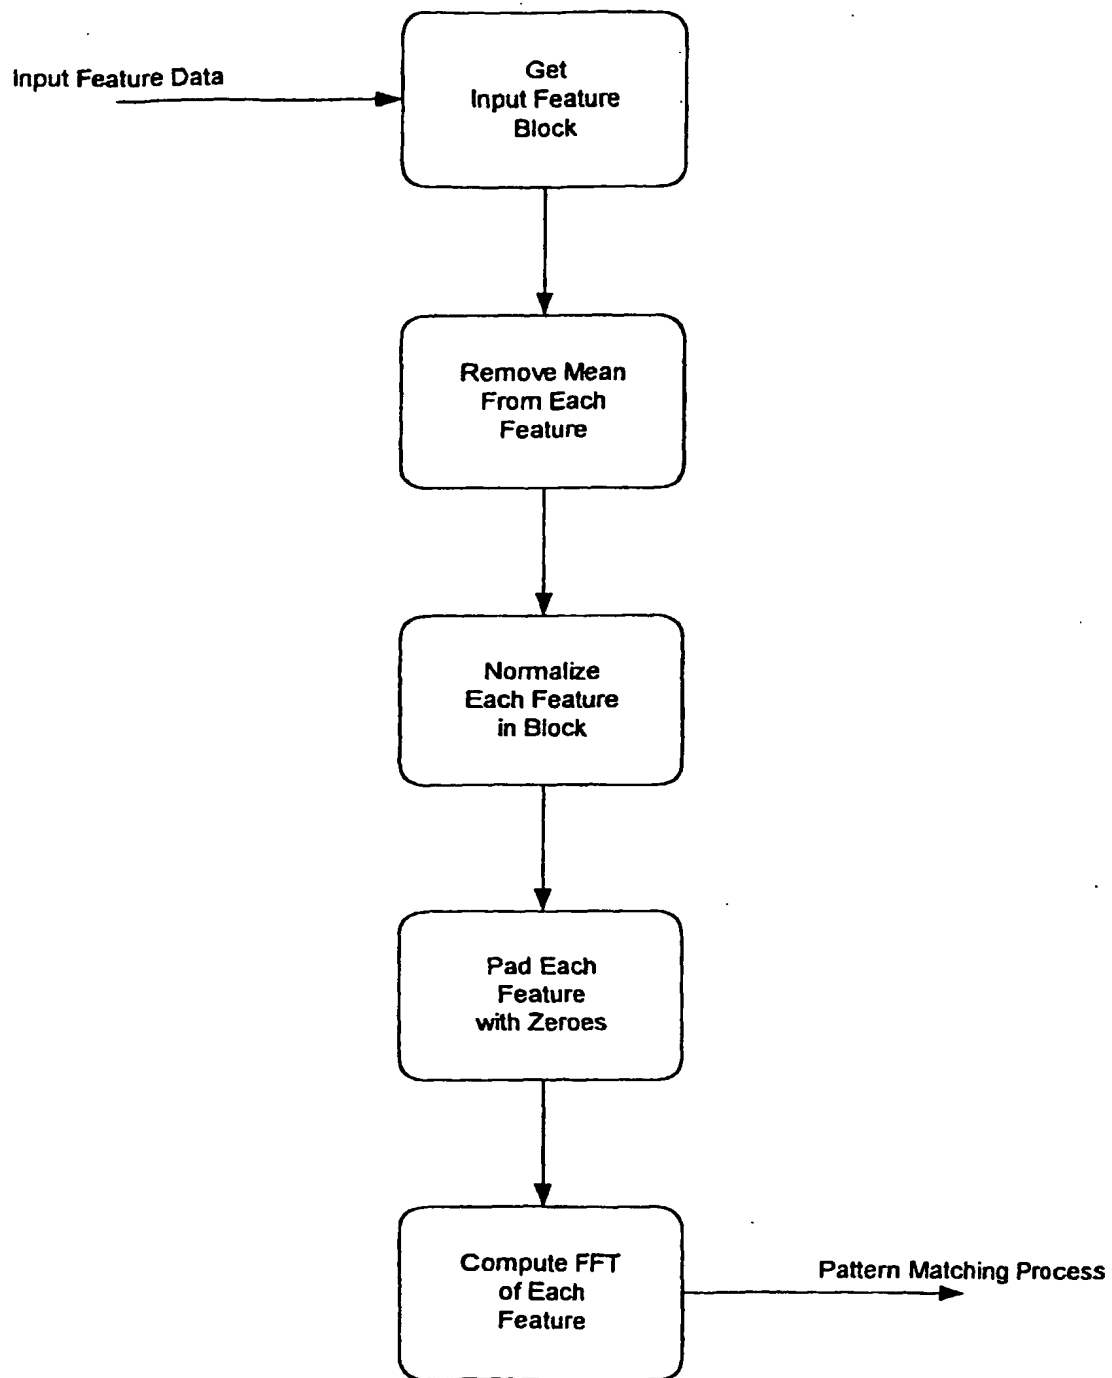 Input Feature Data
Get
Input Feature
Block
Remove Mean
From Each
Feature
Normalize
Each Feature
in Block
Pad Each
Feature
with Zeroes
Compute FFT
of Each
Feature
Pattern Matching Process